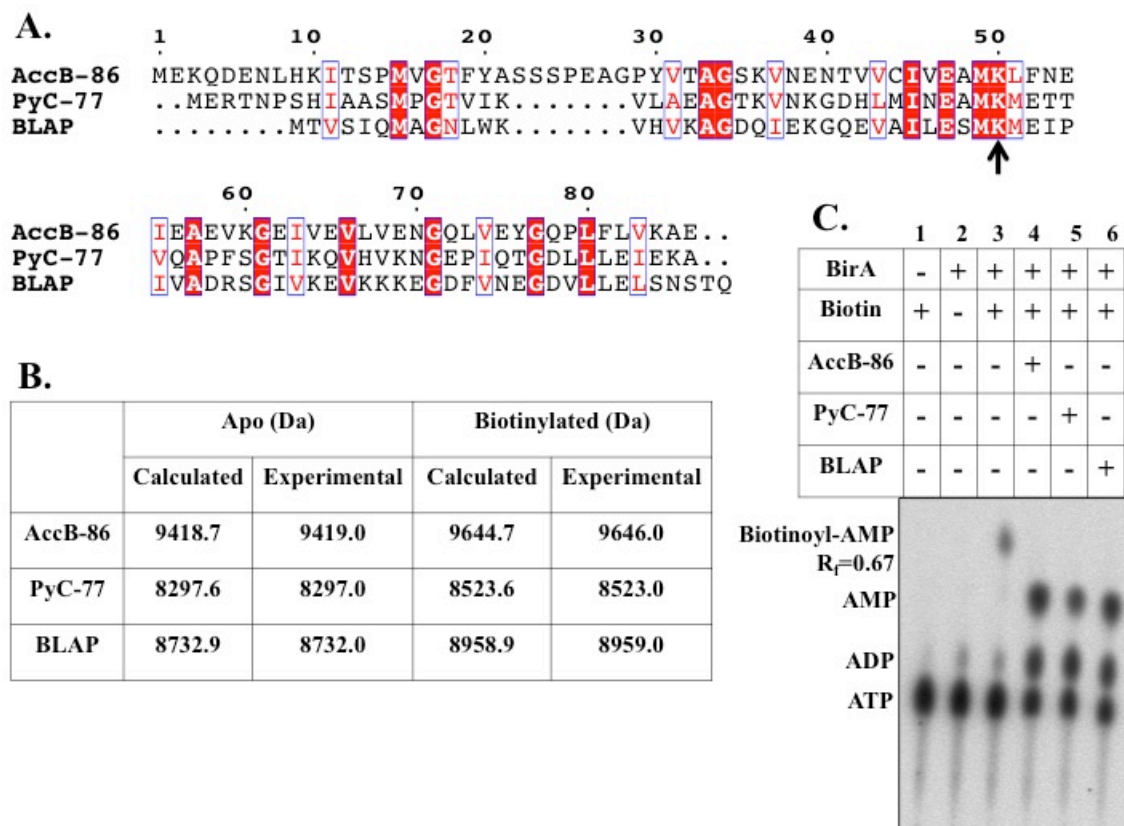 A.
1 10 20 30 40 50
AccB-86 MEKQDENLHKITSPMVGTFYASSSPEAGPYVTAGSKVNENTVVCIVEAMKLFNE
PyC-77 ..MERTNPSHIAASMPGTVIK.......VLAEAGTKVNKGDHLMINEAMKMETT
BLAP ........MTVSIQMAGNLWK.......VHVKAGDQIEKGQEVAILESMKMEIP
60 70 80
AccB-86 IEAEVKGEIVEVLVENGQLVEYGQPLFLVKAE..
PyC-77 VQAPFSGTIKQVHVKNGEPIQTGDLLLEIEKA..
BLAP IVADRSGIVKEVKKKEGDFVNEGDVLLELSNSTQ
B.
Apo (Da) Biotinylated (Da)
Calculated Experimental Calculated Experimental
AccB-86 9418.7 9419.0 9644.7 9646.0
PyC-77 8297.6 8297.0 8523.6 8523.0
BLAP 8732.9 8732.0 8958.9 8959.0
C.
1 2 3 4 5 6
BirA - + + + + +
Biotin + - + + + +
AccB-86 - - - + - -
PyC-77 - - - - + -
BLAP - - - - - +
Biotinoyl-AMP
Rf=0.67
AMP
ADP
ATP